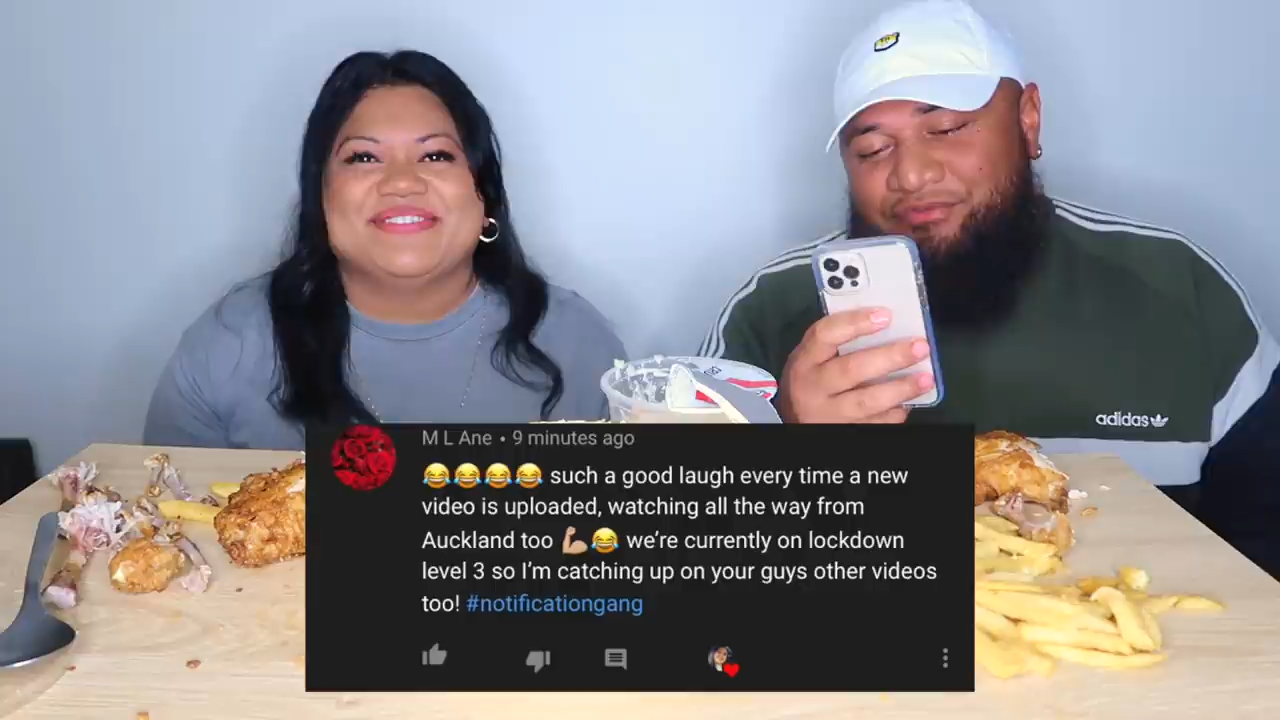 adidas
M L Ane • 9 minutes ago
😂😂😂😂 such a good laugh every time a new
video is uploaded, watching all the way from
Auckland too 💪🏽😂 we’re currently on lockdown
level 3 so I’m catching up on your guys other videos
too! #notificationgang